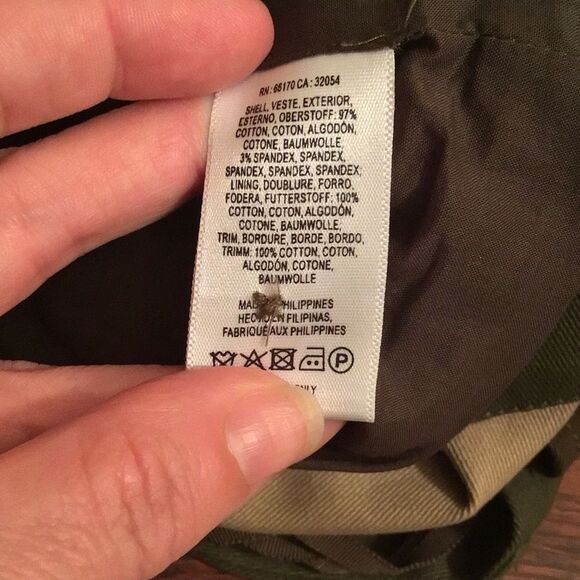 RN: 68170 CA: 32054
SHELL, VESTE, EXTERIOR,
ESTERNO, OBERSTOFF: 97%
COTTON, COTON, ALGODÓN,
COTONE, BAUMWOLLE
3% SPANDEX, SPANDEX,
SPANDEX, SPANDEX, SPANDEX;
LINING, DOUBLURE, FORRO,
FODERA, FUTTERSTOFF: 100%
COTTON, COTON, ALGODÓN,
COTONE, BAUMWOLLE;
TRIM, BORDURE, BORDE, BORDO,
TRIMM: 100% COTTON, COTON,
ALGODÓN, COTONE,
BAUMWOLLE
PHILIPPINES
EN FILIPINAS,
FABRIQUÉ AUX PHILIPPINES
P
ONLY